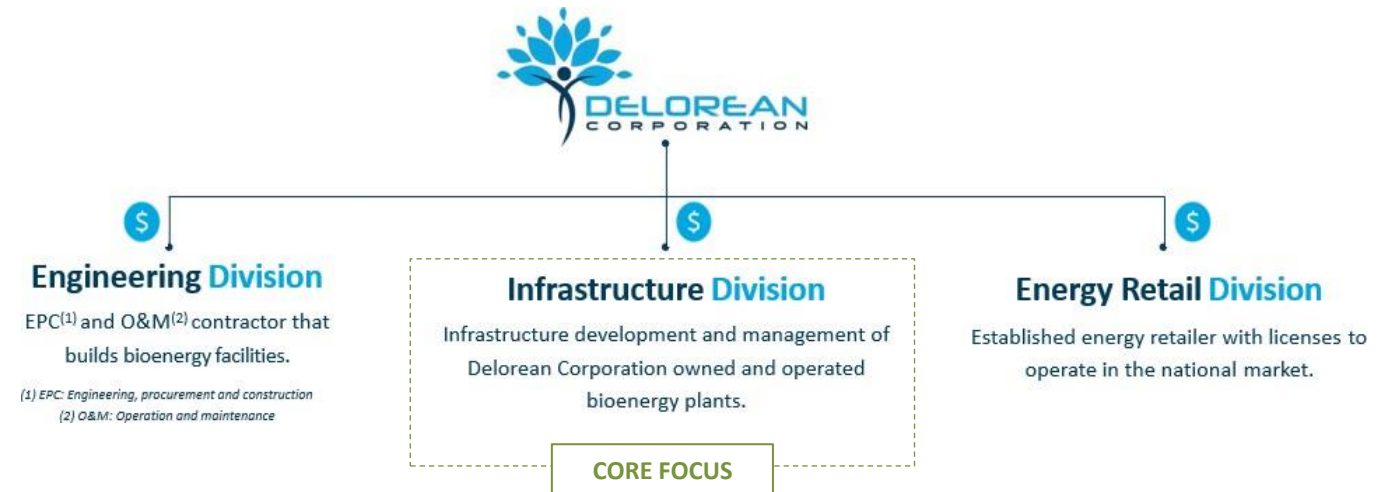 DELOREAN
CORPORATION
$
$
$
Engineering Division
EPC(1) and O&M(2) contractor that
builds bioenergy facilities.
(1) EPC: Engineering, procurement and construction
(2) O&M: Operation and maintenance
Infrastructure Division
Infrastructure development and management of
Delorean Corporation owned and operated
bioenergy plants.
CORE FOCUS
Energy Retail Division
Established energy retailer with licenses to
operate in the national market.